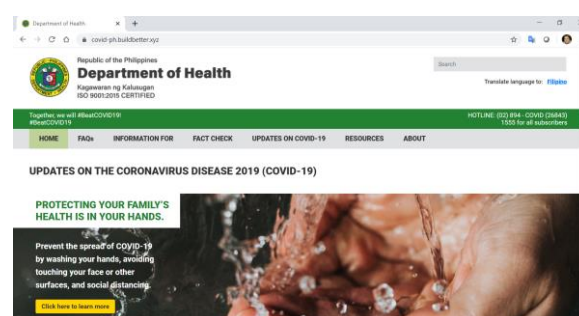 Department of Health
covid-ph.buildbetter.xyz
Republic of the Philippines
Department of Health
Kagawaran ng Kalusugan
ISO 9001:2015 CERTIFIED
Search
Translate language to: Filipino
Together, we will #BeatCOVID19!
#BeatCOVID19
HOTLINE: (02) 894 - COVID (26843)
1555 for all subscribers
HOME FAQs INFORMATION FOR FACT CHECK UPDATES ON COVID-19 RESOURCES ABOUT
UPDATES ON THE CORONAVIRUS DISEASE 2019 (COVID-19)
PROTECTING YOUR FAMILY'S
HEALTH IS IN YOUR HANDS.
Prevent the spread of COVID-19
by washing your hands, avoiding
touching your face or other
surfaces, and social distancing.
Click here to learn more